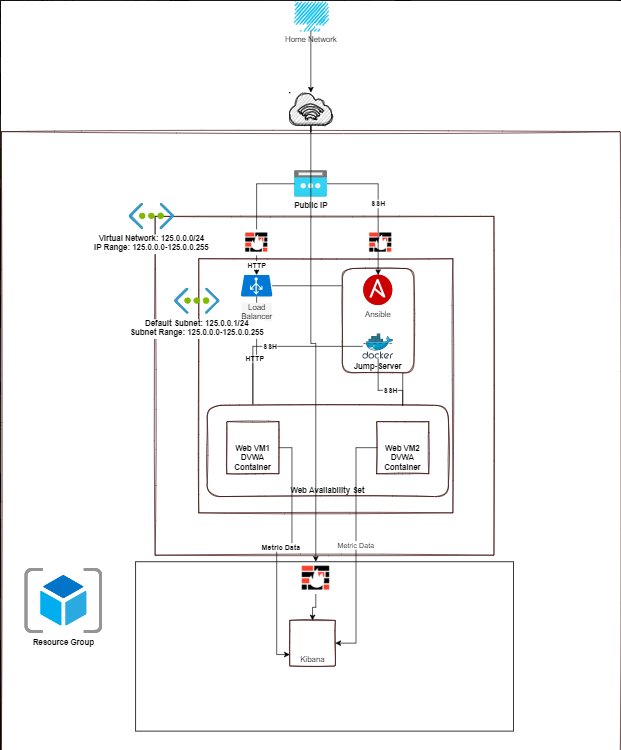 Home Network
Public IP
SSH
Virtual Network: 125.0.0.0/24
IP Range: 125.0.0.0-125.0.0.255
HTTP
Load
Balancer
Ansible
Default Subnet: 125.0.0.1/24
Subnet Range: 125.0.0.0-125.0.0.255
SSH
HTTP
docker
Jump-Server
SSH
Web VM1
DVWA
Container
Web VM2
DVWA
Container
Web Availability Set
Metric Data
Metric Data
Resource Group
Kibana